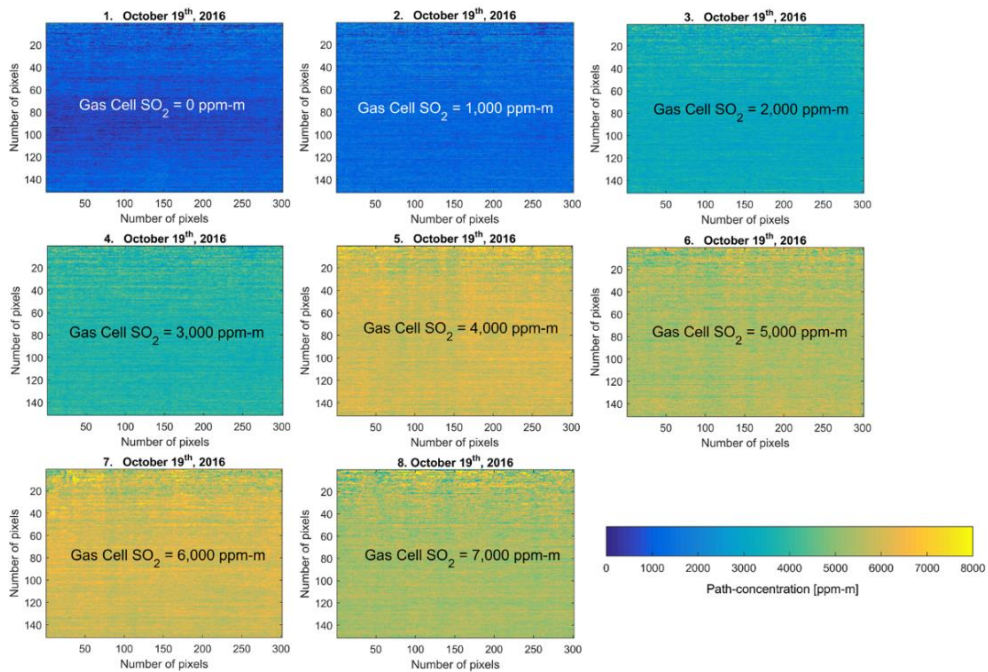 1. October 19th, 2016
Number of pixels
20
40
60
80
100
120
140
Gas Cell SO2 = 0 ppm-m
50 100 150 200 250 300
Number of pixels
2. October 19th, 2016
Number of pixels
20
40
60
80
100
120
140
Gas Cell SO2 = 1,000 ppm-m
50 100 150 200 250 300
Number of pixels
3. October 19th, 2016
Number of pixels
20
40
60
80
100
120
140
Gas Cell SO2 = 2,000 ppm-m
50 100 150 200 250 300
Number of pixels
4. October 19th, 2016
Number of pixels
20
40
60
80
100
120
140
Gas Cell SO2 = 3,000 ppm-m
50 100 150 200 250 300
Number of pixels
5. October 19th, 2016
Number of pixels
20
40
60
80
100
120
140
Gas Cell SO2 = 4,000 ppm-m
50 100 150 200 250 300
Number of pixels
6. October 19th, 2016
Number of pixels
20
40
60
80
100
120
140
Gas Cell SO2 = 5,000 ppm-m
50 100 150 200 250 300
Number of pixels
7. October 19th, 2016
Number of pixels
20
40
60
80
100
120
140
Gas Cell SO2 = 6,000 ppm-m
50 100 150 200 250 300
Number of pixels
8. October 19th, 2016
Number of pixels
20
40
60
80
100
120
140
Gas Cell SO2 = 7,000 ppm-m
50 100 150 200 250 300
Number of pixels
0 1000 2000 3000 4000 5000 6000 7000 8000
Path-concentration [ppm-m]